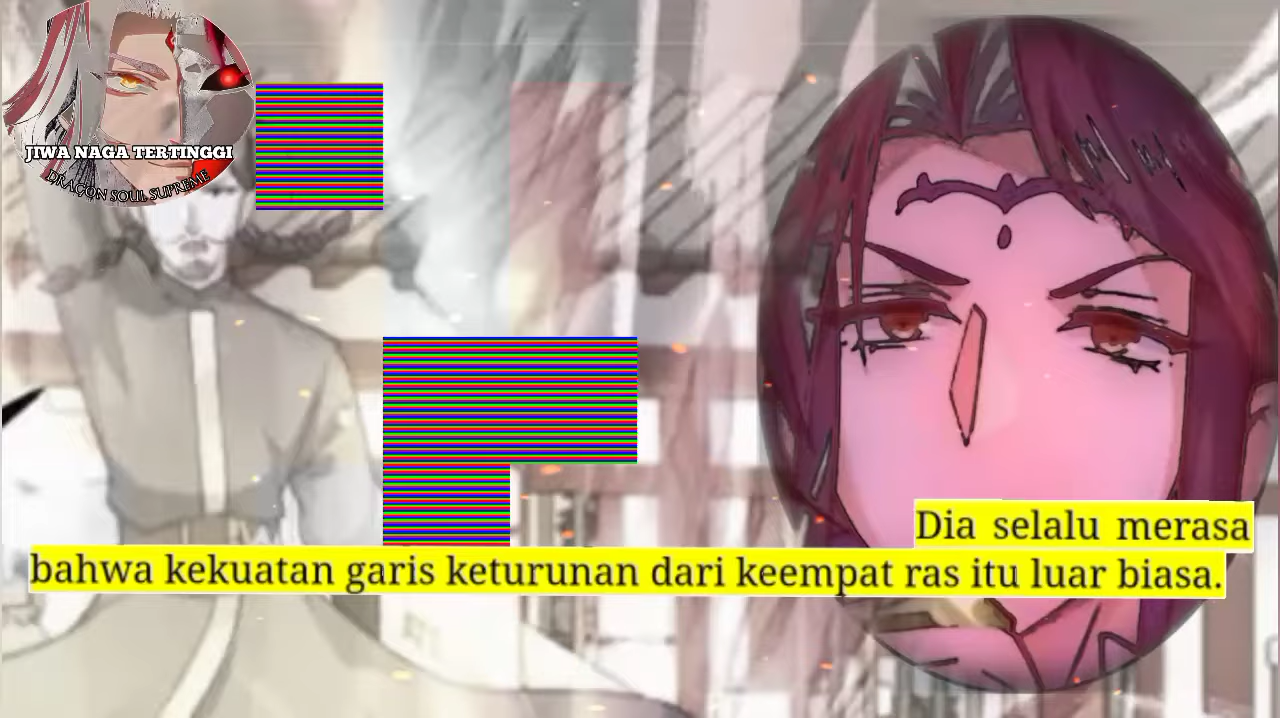 JIWA NAGA TERTINGGI
DRAGON SOUL SUPREME
Dia selalu merasa
bahwa kekuatan garis keturunan dari keempat ras itu luar biasa.